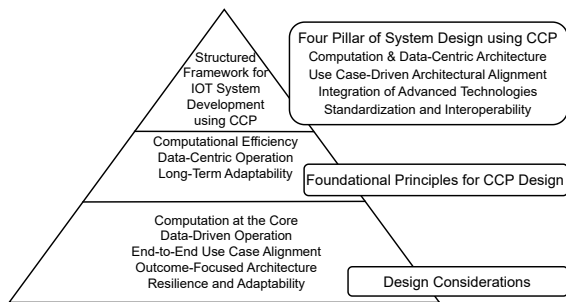 Structured
Framework for
IOT System
Development
using CCP
Four Pillar of System Design using CCP
Computation & Data-Centric Architecture
Use Case-Driven Architectural Alignment
Integration of Advanced Technologies
Standardization and Interoperability
Computational Efficiency
Data-Centric Operation
Long-Term Adaptability
Foundational Principles for CCP Design
Computation at the Core
Data-Driven Operation
End-to-End Use Case Alignment
Outcome-Focused Architecture
Resilience and Adaptability
Design Considerations